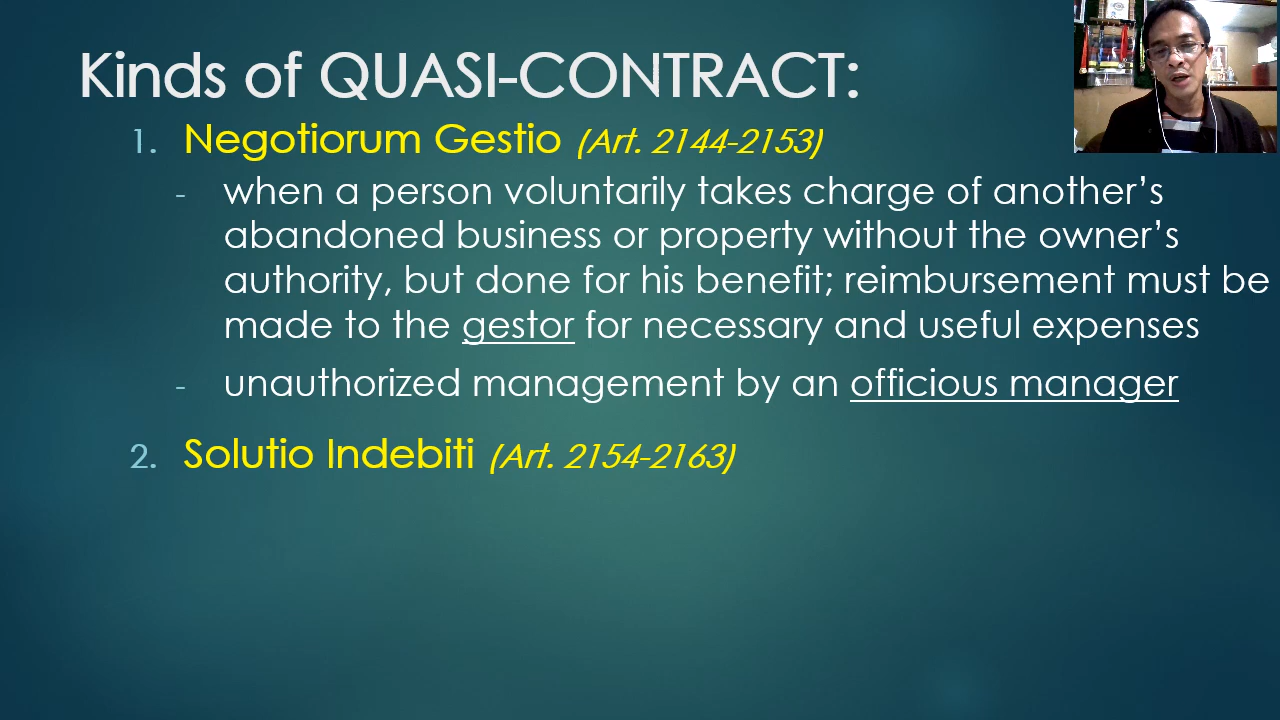 Kinds of QUASI-CONTRACT:
1. Negotiorum Gestio (Art. 2144-2153)
- when a person voluntarily takes charge of another’s
abandoned business or property without the owner’s
authority, but done for his benefit; reimbursement must be
made to the gestor for necessary and useful expenses
- unauthorized management by an officious manager
2. Solutio Indebiti (Art. 2154-2163)